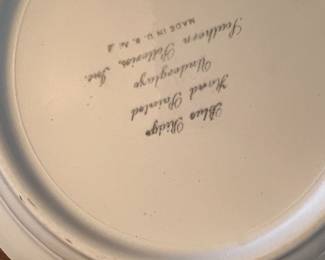 Blue Ridge
Hand Painted
Underglaze
Southern Potteries, Inc.
MADE IN U. S. A.